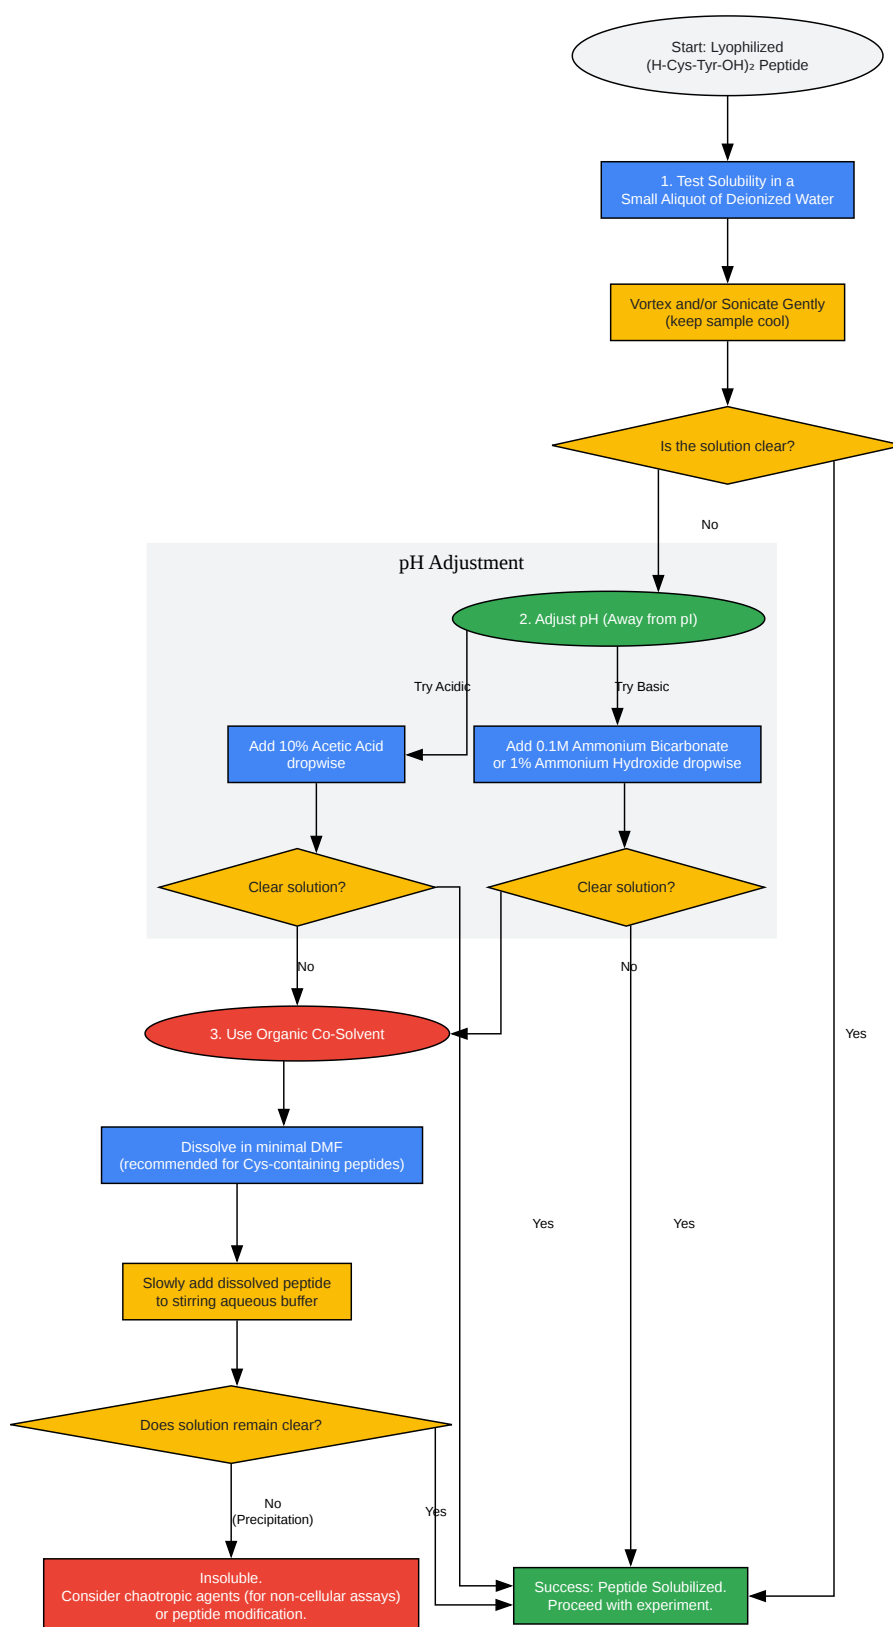 Start: Lyophilized
(H-Cys-Tyr-OH)₂ Peptide
1. Test Solubility in a
Small Aliquot of Deionized Water
Vortex and/or Sonicate Gently
(keep sample cool)
Is the solution clear?
No
pH Adjustment
2. Adjust pH (Away from pI)
Try Acidic
Try Basic
Add 10% Acetic Acid
dropwise
Add 0.1M Ammonium Bicarbonate
or 1% Ammonium Hydroxide dropwise
Clear solution?
Clear solution?
No
No
Yes
3. Use Organic Co-Solvent
Dissolve in minimal DMF
(recommended for Cys-containing peptides)
Yes
Yes
Slowly add dissolved peptide
to stirring aqueous buffer
Does solution remain clear?
No
(Precipitation)
Yes
Insoluble.
Consider chaotropic agents (for non-cellular assays)
or peptide modification.
Success: Peptide Solubilized.
Proceed with experiment.